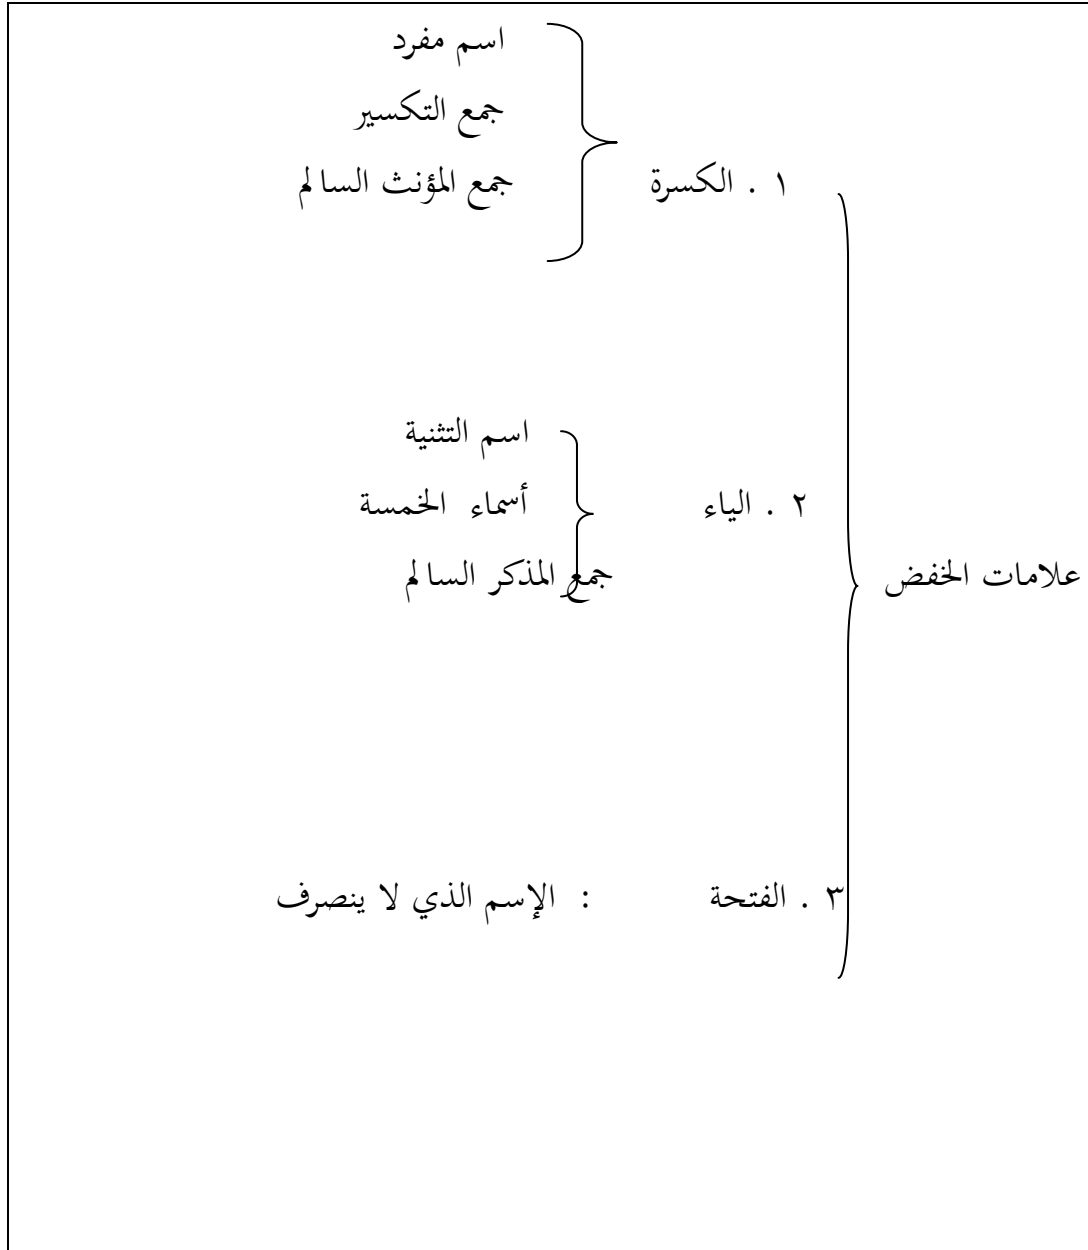 اسم مفرد
جمع التكسير
١ . الكسرة جمع المؤنث السالم
اسم التثنية
٢ . الياء أسماء الخمسة
علامات الخفض جمع المذكر السالم
٣ . الفتحة : الإسم الذي لا ينصرف